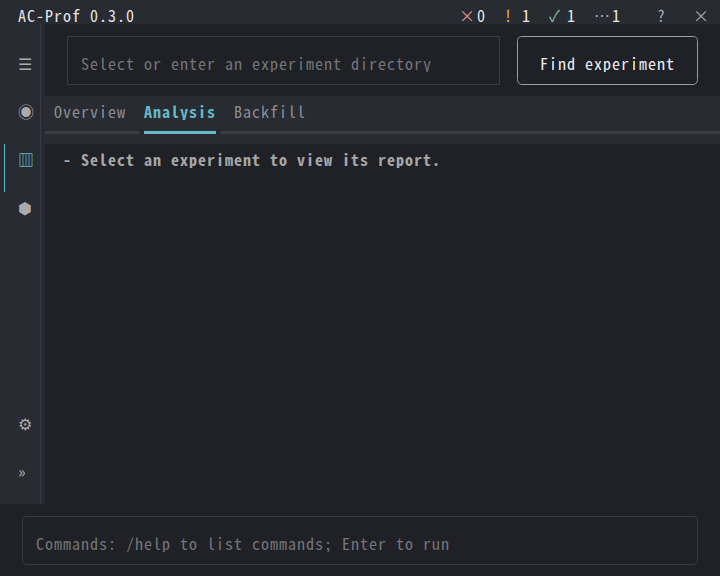 AC-Prof 0.3.0 ✕ 0 ! 1 ✓ 1 ⋯ 1 ? ✕
Select or enter an experiment directory Find experiment
Overview Analysis Backfill
- Select an experiment to view its report.
»
Commands: /help to list commands; Enter to run